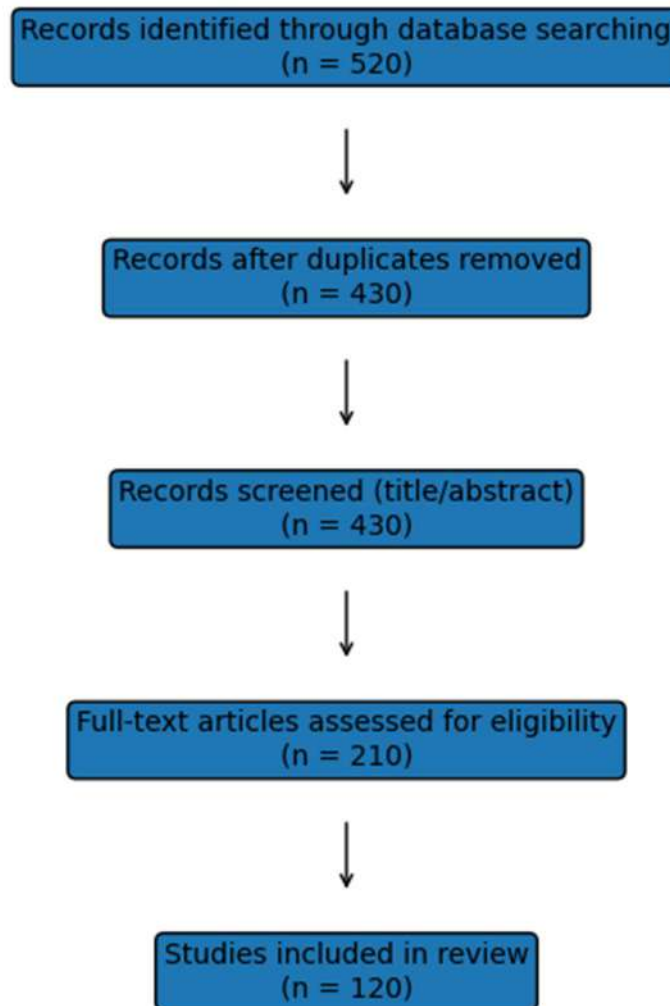 Records identified through database searching
(n = 520)
Records after duplicates removed
(n = 430)
Records screened (title/abstract)
(n = 430)
Full-text articles assessed for eligibility
(n = 210)
Studies included in review
(n = 120)